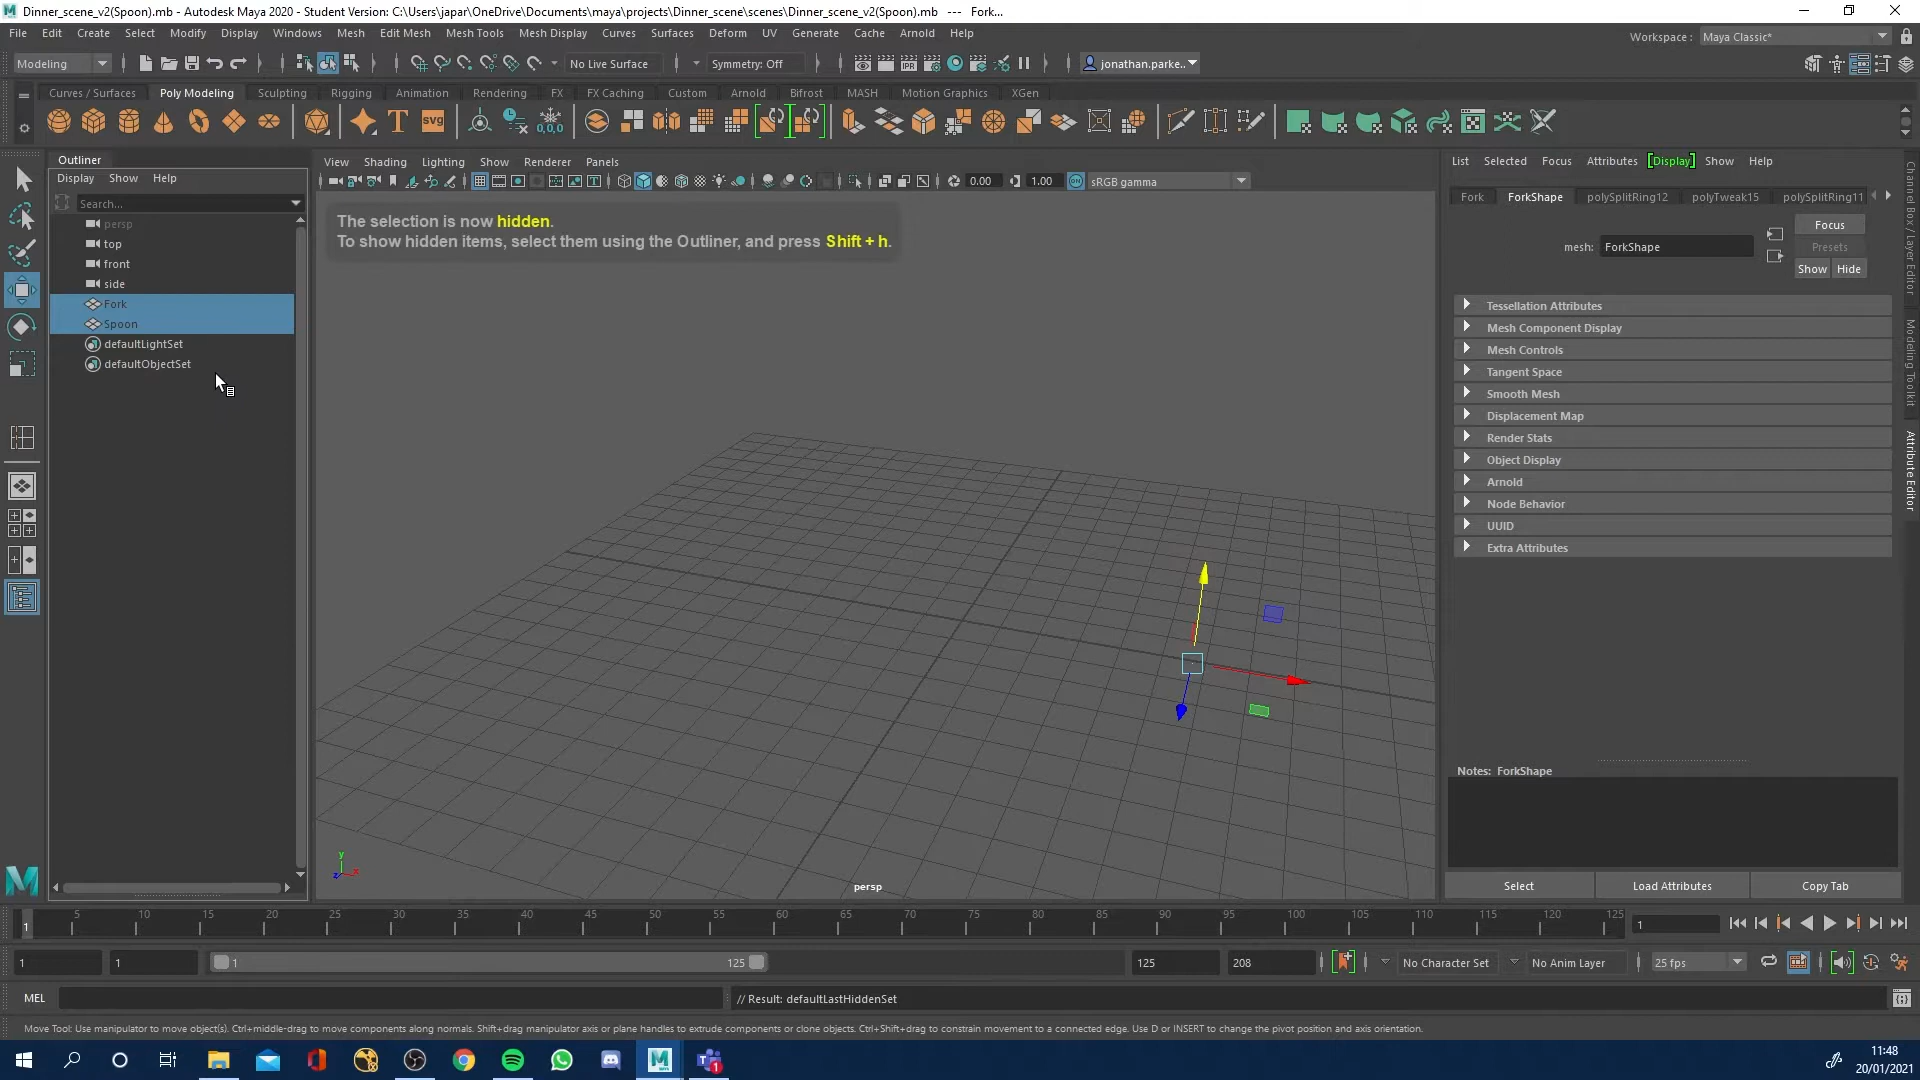 Dinner_scene_v2(Spoon).mb - Autodesk Maya 2020 - Student Version: C:\Users\japar\OneDrive\Documents\maya\projects\Dinner_scene\scenes\Dinner_scene_v2(Spoon).mb --- Fork...
File Edit Create Select Modify Display Windows Mesh Edit Mesh Mesh Tools Mesh Display Curves Surfaces Deform UV Generate Cache Arnold Help
Workspace : Maya Classic*
Modeling No Live Surface Symmetry: Off jonathan.parke..
Curves / Surfaces Poly Modeling Sculpting Rigging Animation Rendering FX FX Caching Custom Arnold Bifrost MASH Motion Graphics XGen
Outliner
Display Show Help
Search...
persp
top
front
side
Fork
Spoon
defaultLightSet
defaultObjectSet
View Shading Lighting Show Renderer Panels
0.00 1.00 sRGB gamma
The selection is now hidden.
To show hidden items, select them using the Outliner, and press Shift + h.
persp
List Selected Focus Attributes Display Show Help
Fork ForkShape polySplitRing12 polyTweak15 polySplitRing11
mesh: ForkShape
Focus
Presets
Show Hide
Tessellation Attributes
Mesh Component Display
Mesh Controls
Tangent Space
Smooth Mesh
Displacement Map
Render Stats
Object Display
Arnold
Node Behavior
UUID
Extra Attributes
Notes: ForkShape
Select Load Attributes Copy Tab
Channel Box / Layer Editor
Modeling Toolkit
Attribute Editor
1 5 10 15 20 25 30 35 40 45 50 55 60 65 70 75 80 85 90 95 100 105 110 115 120 125 1
1 1 1 125 125 208 No Character Set No Anim Layer 25 fps
MEL // Result: defaultLastHiddenSet
Move Tool: Use manipulator to move object(s). Ctrl+middle-drag to move components along normals. Shift+drag manipulator axis or plane handles to extrude components or clone objects. Ctrl+Shift+drag to constrain movement to a connected edge. Use D or INSERT to change the pivot position and axis orientation.
11:48
20/01/2021